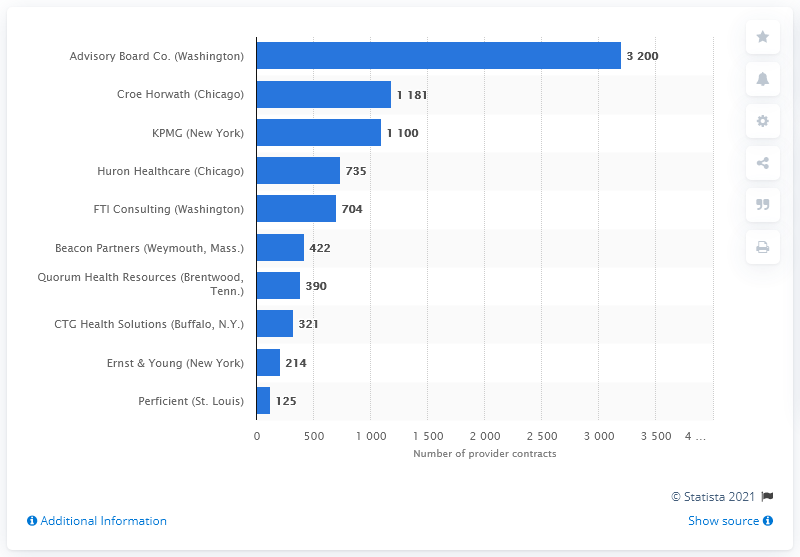 Advisory Board Co. (Washington) 3 200
Croe Horwath (Chicago) 1 181
KPMG (New York) 1 100
Huron Healthcare (Chicago) 735
FTI Consulting (Washington) 704
Beacon Partners (Weymouth, Mass.) 422
Quorum Health Resources (Brentwood,
Tenn.) 390
CTG Health Solutions (Buffalo, N.Y.) 321
Ernst & Young (New York) 214
Perficient (St. Louis) 125
0 500 1 000 1 500 2 000 2 500 3 000 3 500 4 ...
Number of provider contracts
© Statista 2021
Additional Information Show source